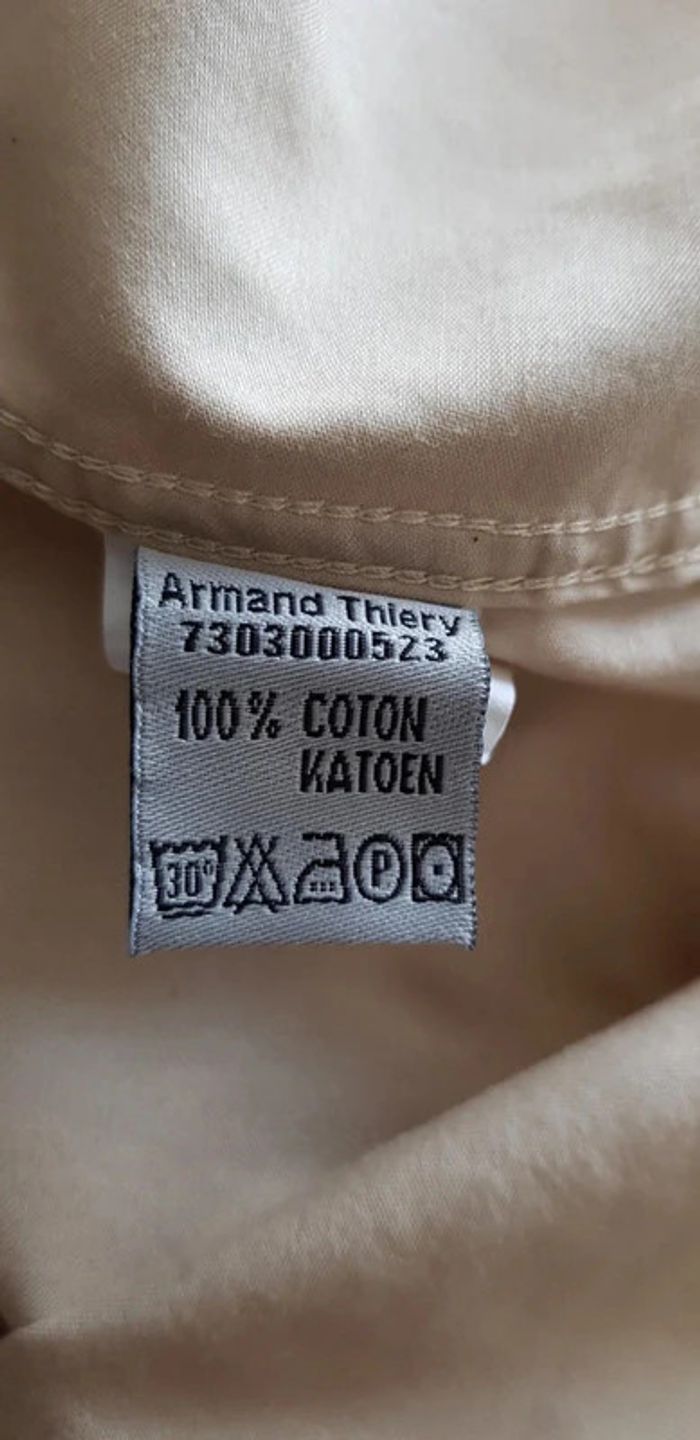 Armand Thiery
7303000523
100% COTON
KATOEN
30° P